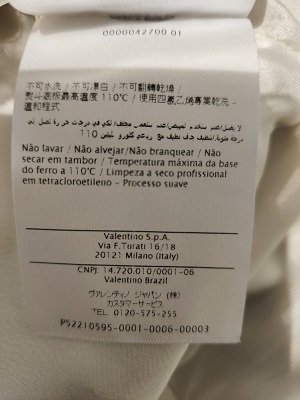 0000042700 01
不可水洗 / 不可漂白 / 不可翻轉乾燥 /
熨斗底板最高溫度 110℃ / 使用四氯乙烯專業乾洗 -
溫和程式
110
Não lavar / Não alvejar/Não branquear / Não
secar em tambor / Temperatura máxima da base
do ferro a 110°C / Limpeza a seco profissional
em tetracloroetileno - Processo suave
Valentino S.p.A.
Via F.Turati 16/18
20121 Milano (Italy)
CNPJ: 14.720.010/0001-06
Valentino Brazil
ヴァレンティノ ジャパン (株)
カスタマーサービス
TEL 0120-575-255
PS2210595-0001-0006-00003